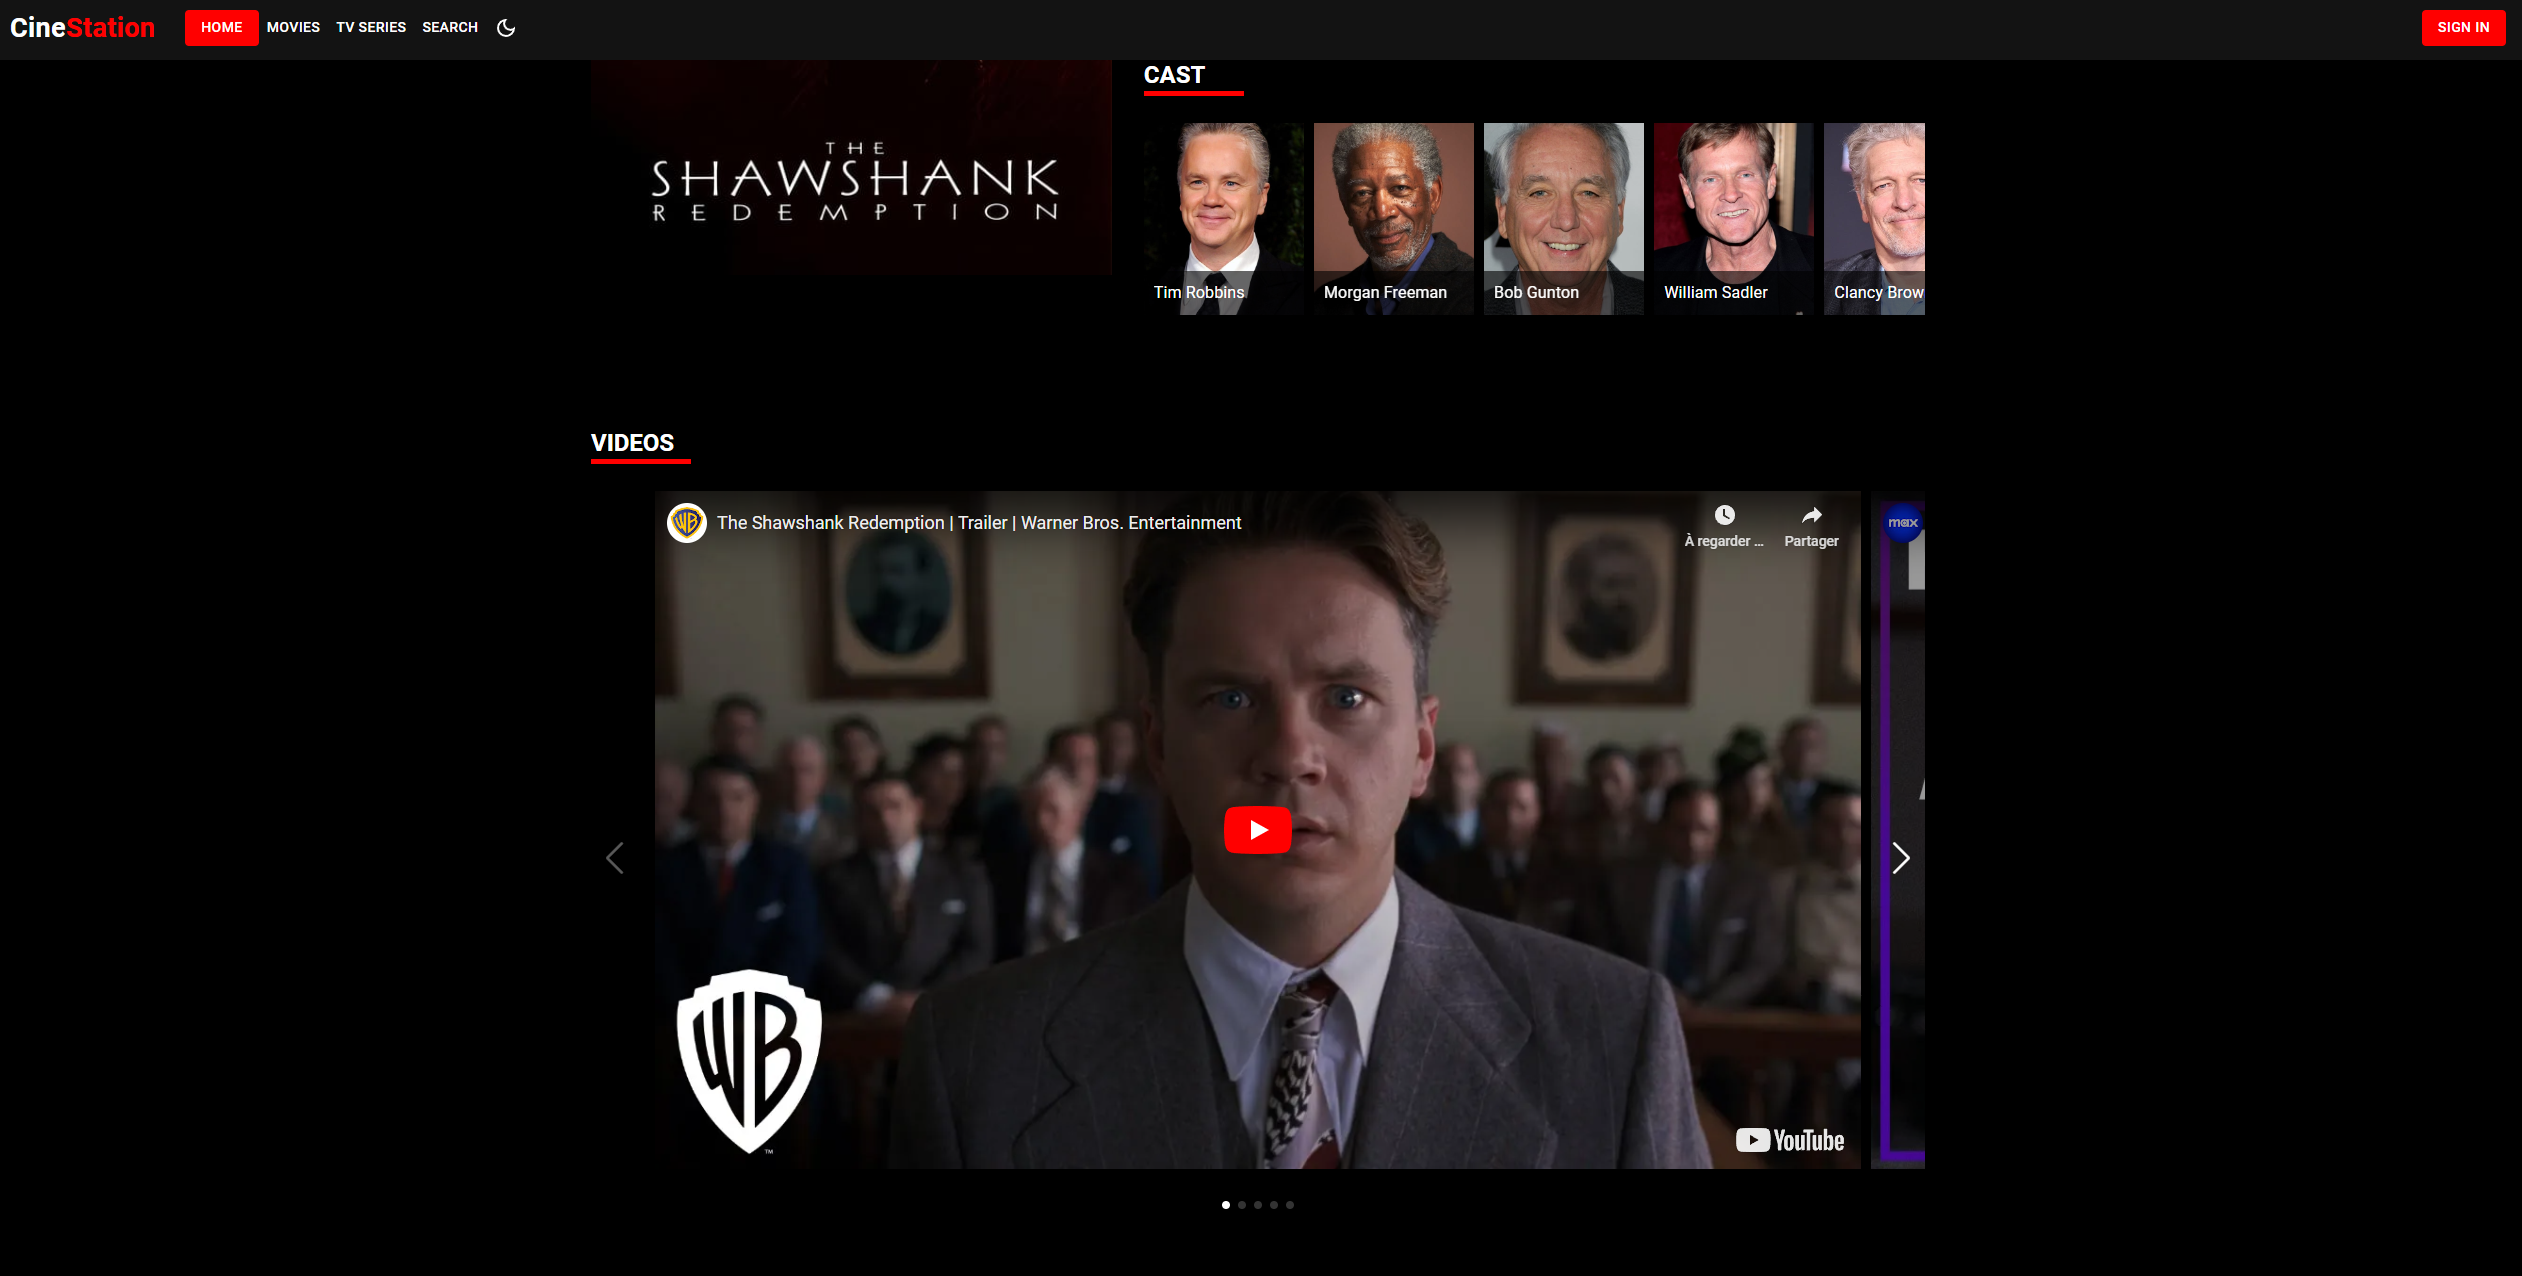 CineStation
HOME
MOVIES
TV SERIES
SEARCH
SIGN IN
THE
SHAWSHANK
REDEMPTION
CAST
Tim Robbins
Morgan Freeman
Bob Gunton
William Sadler
Clancy Brow
VIDEOS
The Shawshank Redemption | Trailer | Warner Bros. Entertainment
À regarder ...
Partager
max
WB
™
YouTube